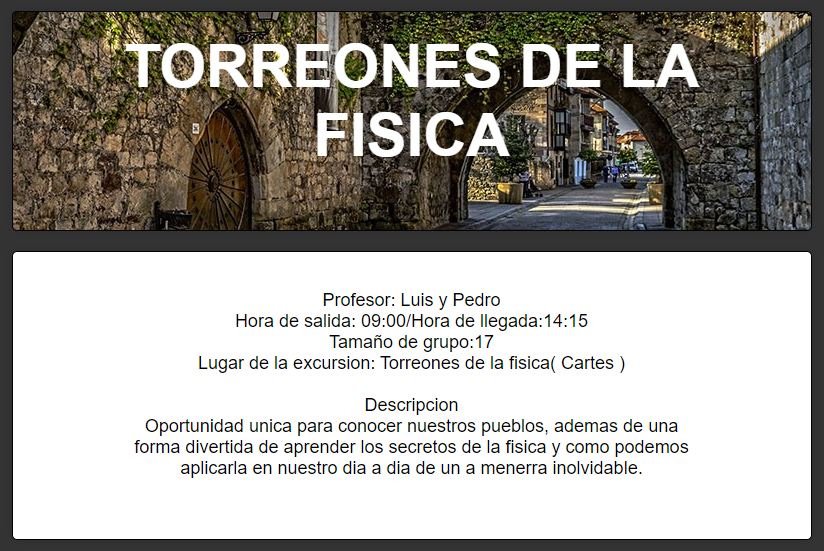 TORREONES DE LA
FISICA
Profesor: Luis y Pedro
Hora de salida: 09:00/Hora de llegada:14:15
Tamaño de grupo:17
Lugar de la excursion: Torreones de la fisica( Cartes )
Descripcion
Oportunidad unica para conocer nuestros pueblos, ademas de una
forma divertida de aprender los secretos de la fisica y como podemos
aplicarla en nuestro dia a dia de un a menerra inolvidable.